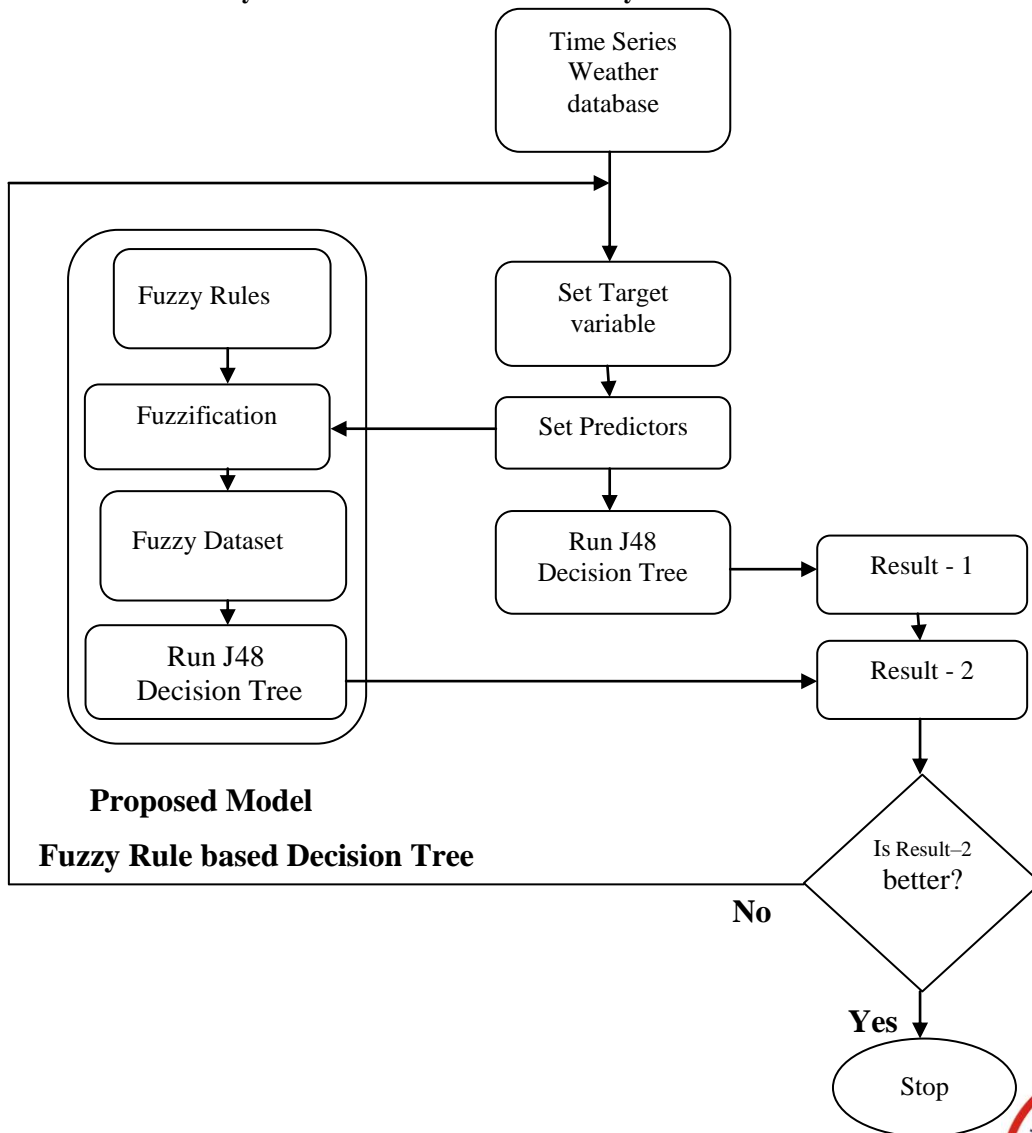 Time Series
Weather
database
Fuzzy Rules
Set Target
variable
Fuzzification
Set Predictors
Fuzzy Dataset
Run J48
Decision Tree
Result - 1
Run J48
Decision Tree
Result - 2
Proposed Model
Fuzzy Rule based Decision Tree
Is Result–2
better?
No
Yes
Stop